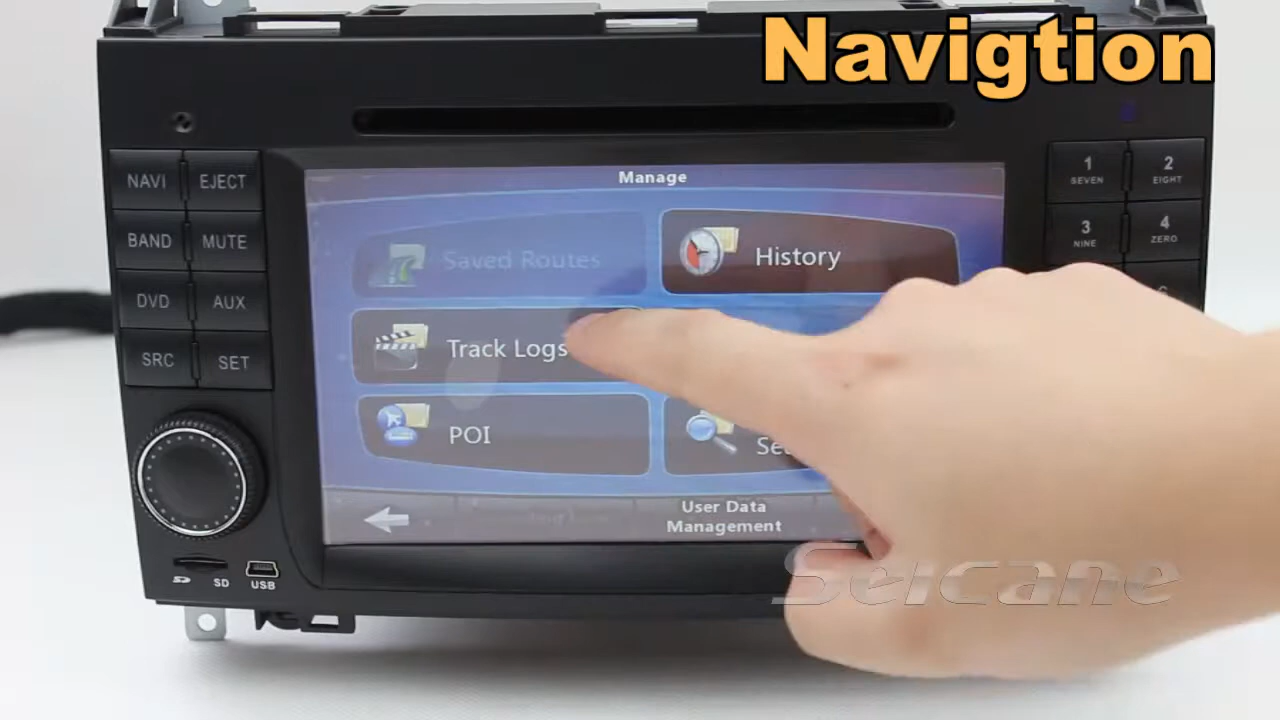 Navigtion
NAVI
EJECT
BAND
MUTE
DVD
AUX
SRC
SET
SD
SD
USB
Manage
Saved Routes
History
Track Logs
POI
User Data
Management
1
SEVEN
2
EIGHT
3
NINE
4
ZERO
Seicane